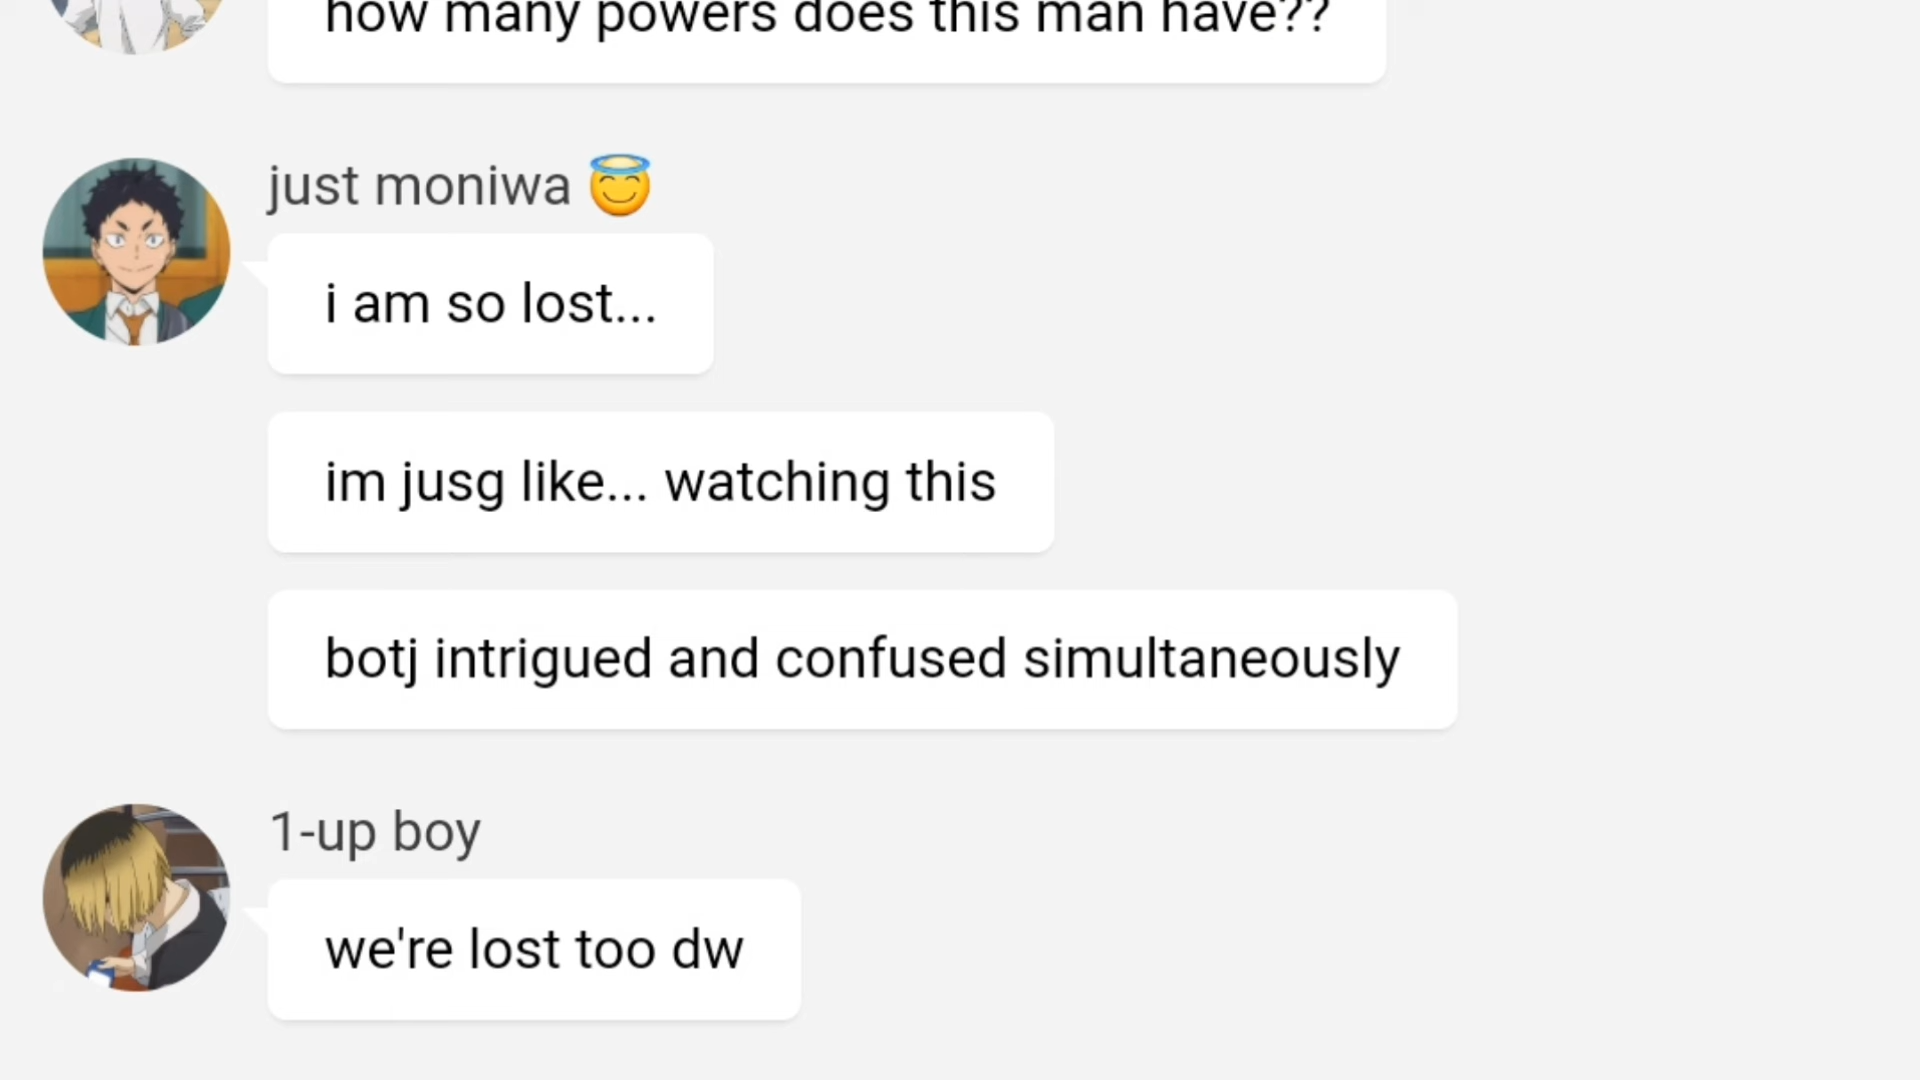 how many powers does this man have??
just moniwa 😇
i am so lost...
im jusg like... watching this
botj intrigued and confused simultaneously
1-up boy
we're lost too dw